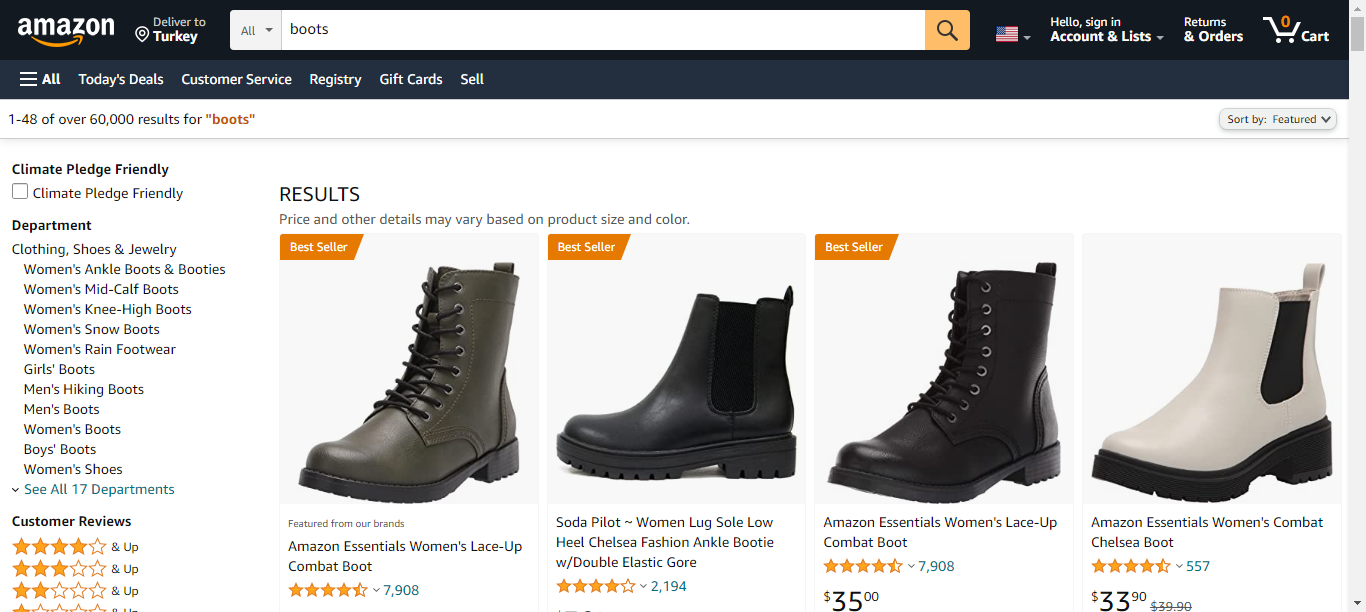 amazon
Deliver to
Turkey
All
boots
Hello, sign in
Account & Lists
Returns
& Orders
0
Cart
All
Today's Deals
Customer Service
Registry
Gift Cards
Sell
1-48 of over 60,000 results for "boots"
Sort by: Featured
Climate Pledge Friendly
Climate Pledge Friendly
Department
Clothing, Shoes & Jewelry
Women's Ankle Boots & Booties
Women's Mid-Calf Boots
Women's Knee-High Boots
Women's Snow Boots
Women's Rain Footwear
Girls' Boots
Men's Hiking Boots
Men's Boots
Women's Boots
Boys' Boots
Women's Shoes
See All 17 Departments
Customer Reviews
& Up
& Up
& Up
& Up
RESULTS
Price and other details may vary based on product size and color.
Best Seller
Featured from our brands
Amazon Essentials Women's Lace-Up
Combat Boot
7,908
Best Seller
Soda Pilot ~ Women Lug Sole Low
Heel Chelsea Fashion Ankle Bootie
w/Double Elastic Gore
2,194
Best Seller
Amazon Essentials Women's Lace-Up
Combat Boot
7,908
$3500
Amazon Essentials Women's Combat
Chelsea Boot
557
$3390 $39.90